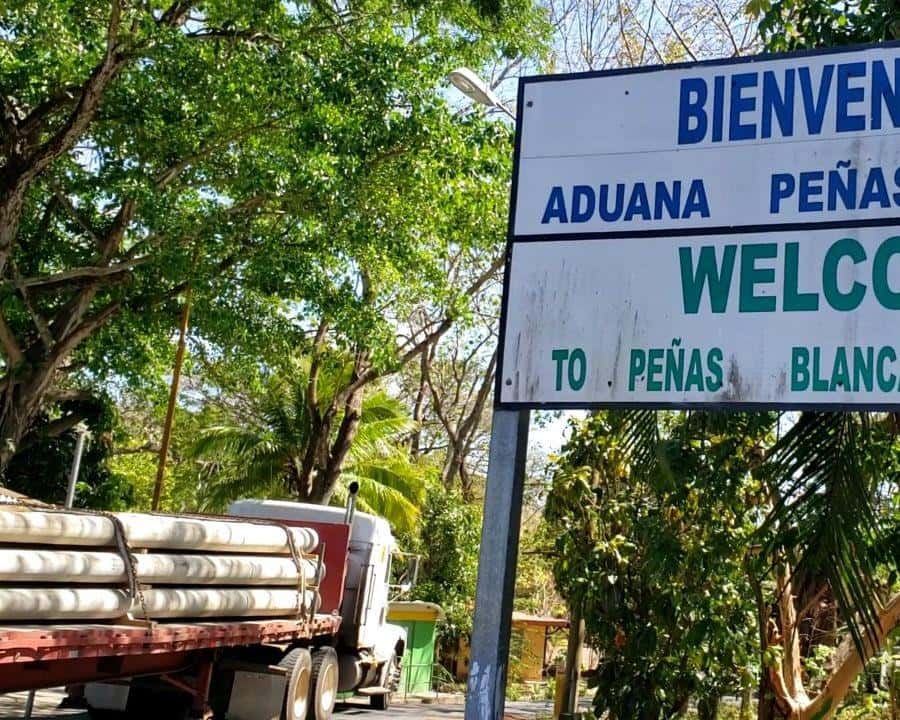 BIENVEN
ADUANA PEÑAS
WELCO
TO PEÑAS BLANC